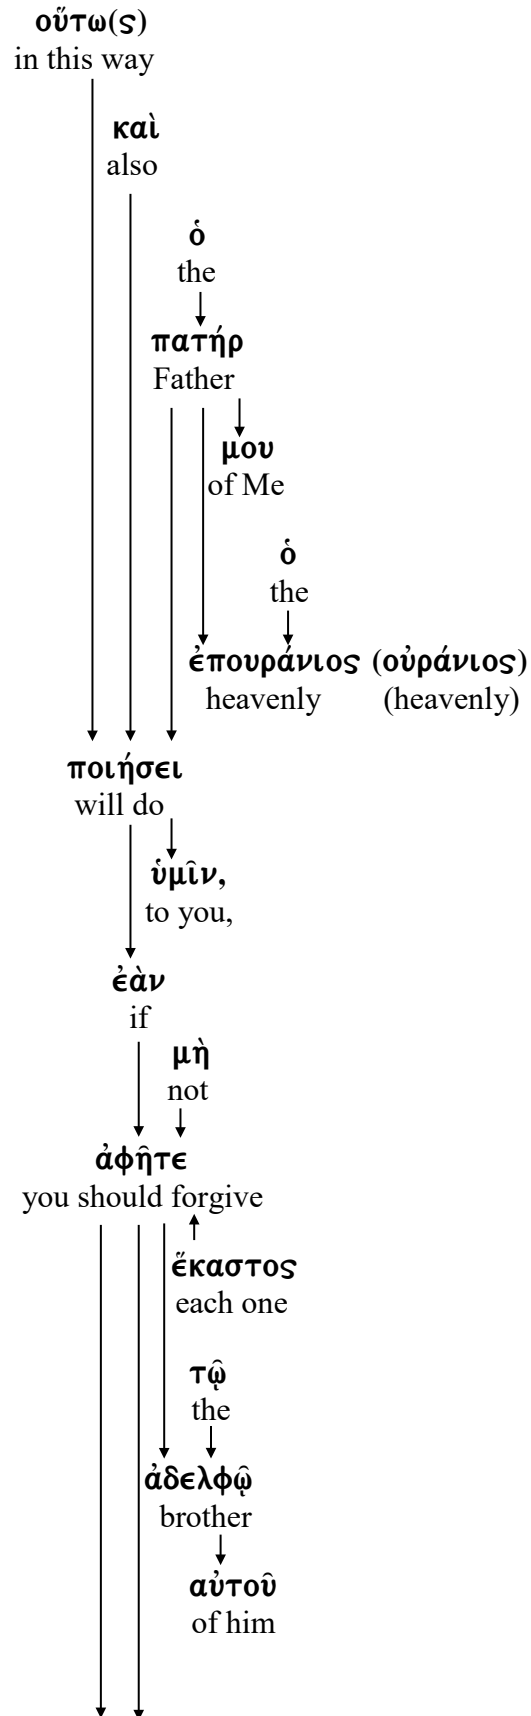 οὕτω(ς)
in this way
καὶ
also
ὁ
the
πατήρ
Father
μου
of Me
ὁ
the
ἐπουράνιος (οὐράνιος)
heavenly (heavenly)
ποιήσει
will do
ὑμῖν,
to you,
ἐὰν
if
μὴ
not
ἀφῆτε
you should forgive
ἕκαστος
each one
τῷ
the
ἀδελφῷ
brother
αὐτοῦ
of him